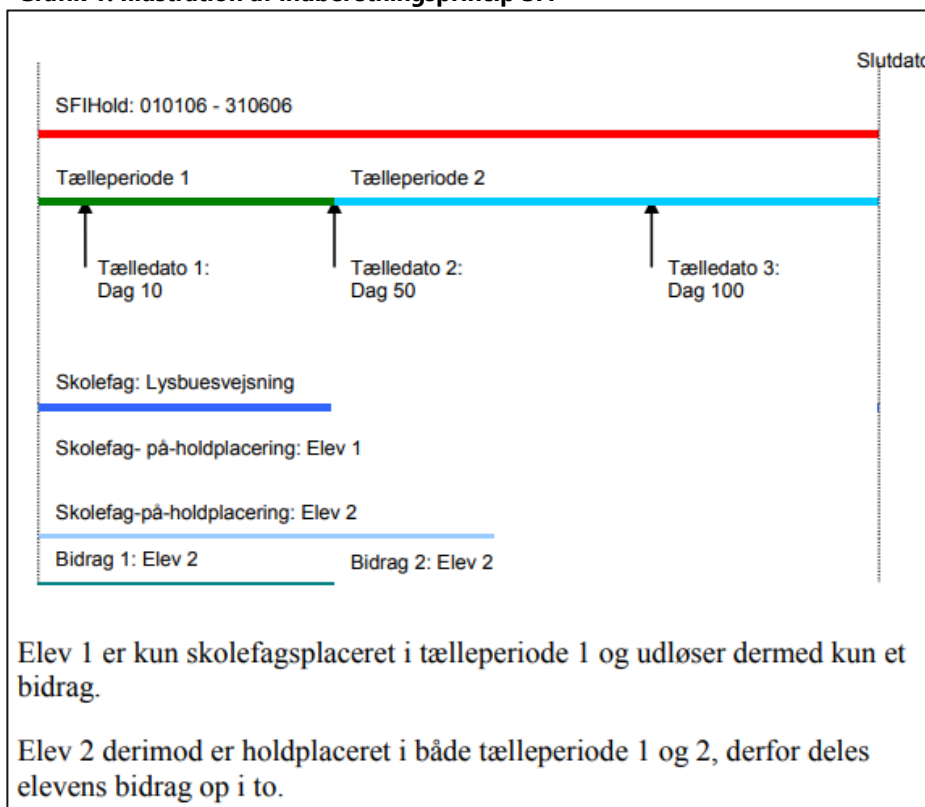 Slutdato
SFIHold: 010106 - 310606
Tælleperiode 1 Tælleperiode 2
Tælledato 1: Tælledato 2: Tælledato 3:
Dag 10 Dag 50 Dag 100
Skolefag: Lysbuesvejsning
Skolefag- på-holdplacering: Elev 1
Skolefag-på-holdplacering: Elev 2
Bidrag 1: Elev 2 Bidrag 2: Elev 2
Elev 1 er kun skolefagsplaceret i tælleperiode 1 og udløser dermed kun et
bidrag.
Elev 2 derimod er holdplaceret i både tælleperiode 1 og 2, derfor deles
elevens bidrag op i to.